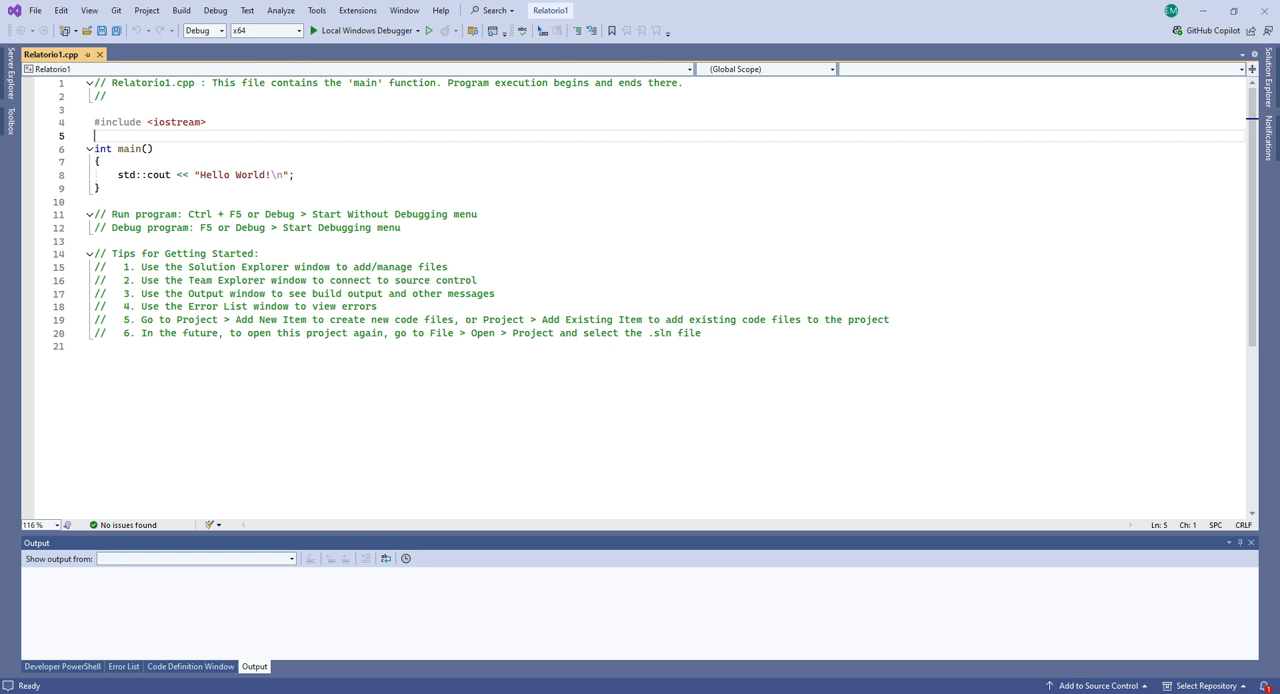 File Edit View Git Project Build Debug Test Analyze Tools Extensions Window Help Search Relatorio1 EM
Debug x64 Local Windows Debugger GitHub Copilot
Relatorio1.cpp
Relatorio1 (Global Scope)
1 // Relatorio1.cpp : This file contains the 'main' function. Program execution begins and ends there.
2 //
3
4 #include <iostream>
5
6 int main()
7 {
8 std::cout << "Hello World!\n";
9 }
10
11 // Run program: Ctrl + F5 or Debug > Start Without Debugging menu
12 // Debug program: F5 or Debug > Start Debugging menu
13
14 // Tips for Getting Started:
15 // 1. Use the Solution Explorer window to add/manage files
16 // 2. Use the Team Explorer window to connect to source control
17 // 3. Use the Output window to see build output and other messages
18 // 4. Use the Error List window to view errors
19 // 5. Go to Project > Add New Item to create new code files, or Project > Add Existing Item to add existing code files to the project
20 // 6. In the future, to open this project again, go to File > Open > Project and select the .sln file
21
Server Explorer
Toolbox
Solution Explorer
Notifications
116 % No issues found Ln: 5 Ch: 1 SPC CRLF
Output
Show output from:
Developer PowerShell Error List Code Definition Window Output
Ready Add to Source Control Select Repository 1